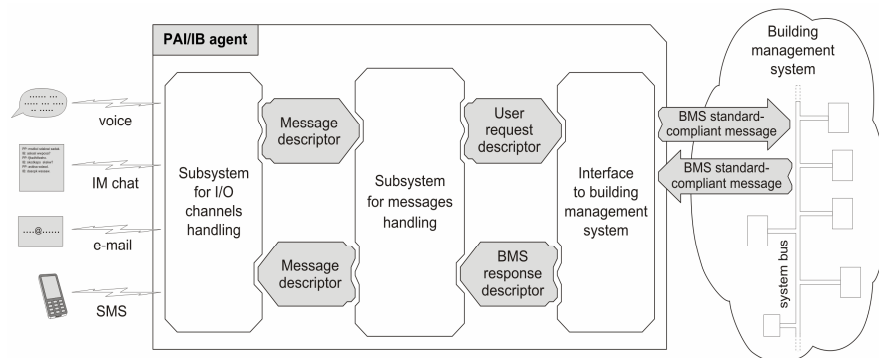 PAI/IB agent
Building
management
system
voice
IM chat
e-mail
....@......
SMS
Subsystem
for I/O
channels
handling
Message
descriptor
Message
descriptor
Subsystem
for messages
handling
User
request
descriptor
BMS
response
descriptor
Interface
to building
management
system
BMS standard-
compliant message
BMS standard-
compliant message
system bus